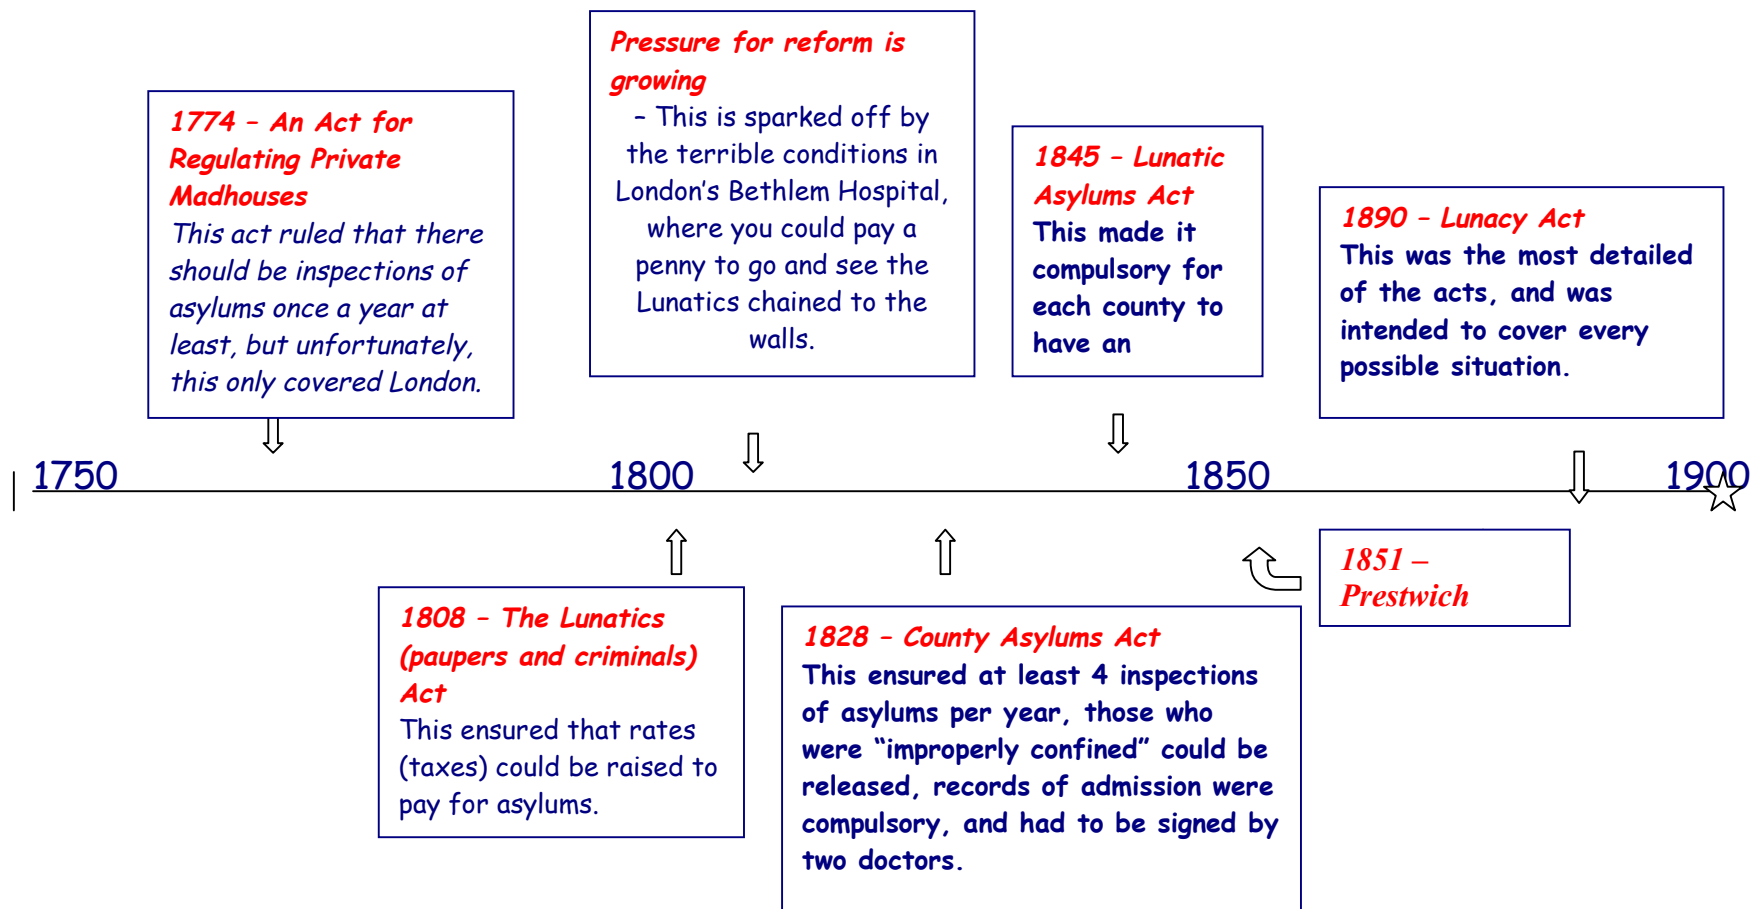 Pressure for reform is
growing
– This is sparked off by
the terrible conditions in
London’s Bethlem Hospital,
where you could pay a
penny to go and see the
Lunatics chained to the
walls.
1774 – An Act for
Regulating Private
Madhouses
This act ruled that there
should be inspections of
asylums once a year at
least, but unfortunately,
this only covered London.
1845 – Lunatic
Asylums Act
This made it
compulsory for
each county to
have an
1890 – Lunacy Act
This was the most detailed
of the acts, and was
intended to cover every
possible situation.
1750 1800 1850 1900
1851 –
Prestwich
1808 – The Lunatics
(paupers and criminals)
Act
This ensured that rates
(taxes) could be raised to
pay for asylums.
1828 – County Asylums Act
This ensured at least 4 inspections
of asylums per year, those who
were “improperly confined” could be
released, records of admission were
compulsory, and had to be signed by
two doctors.